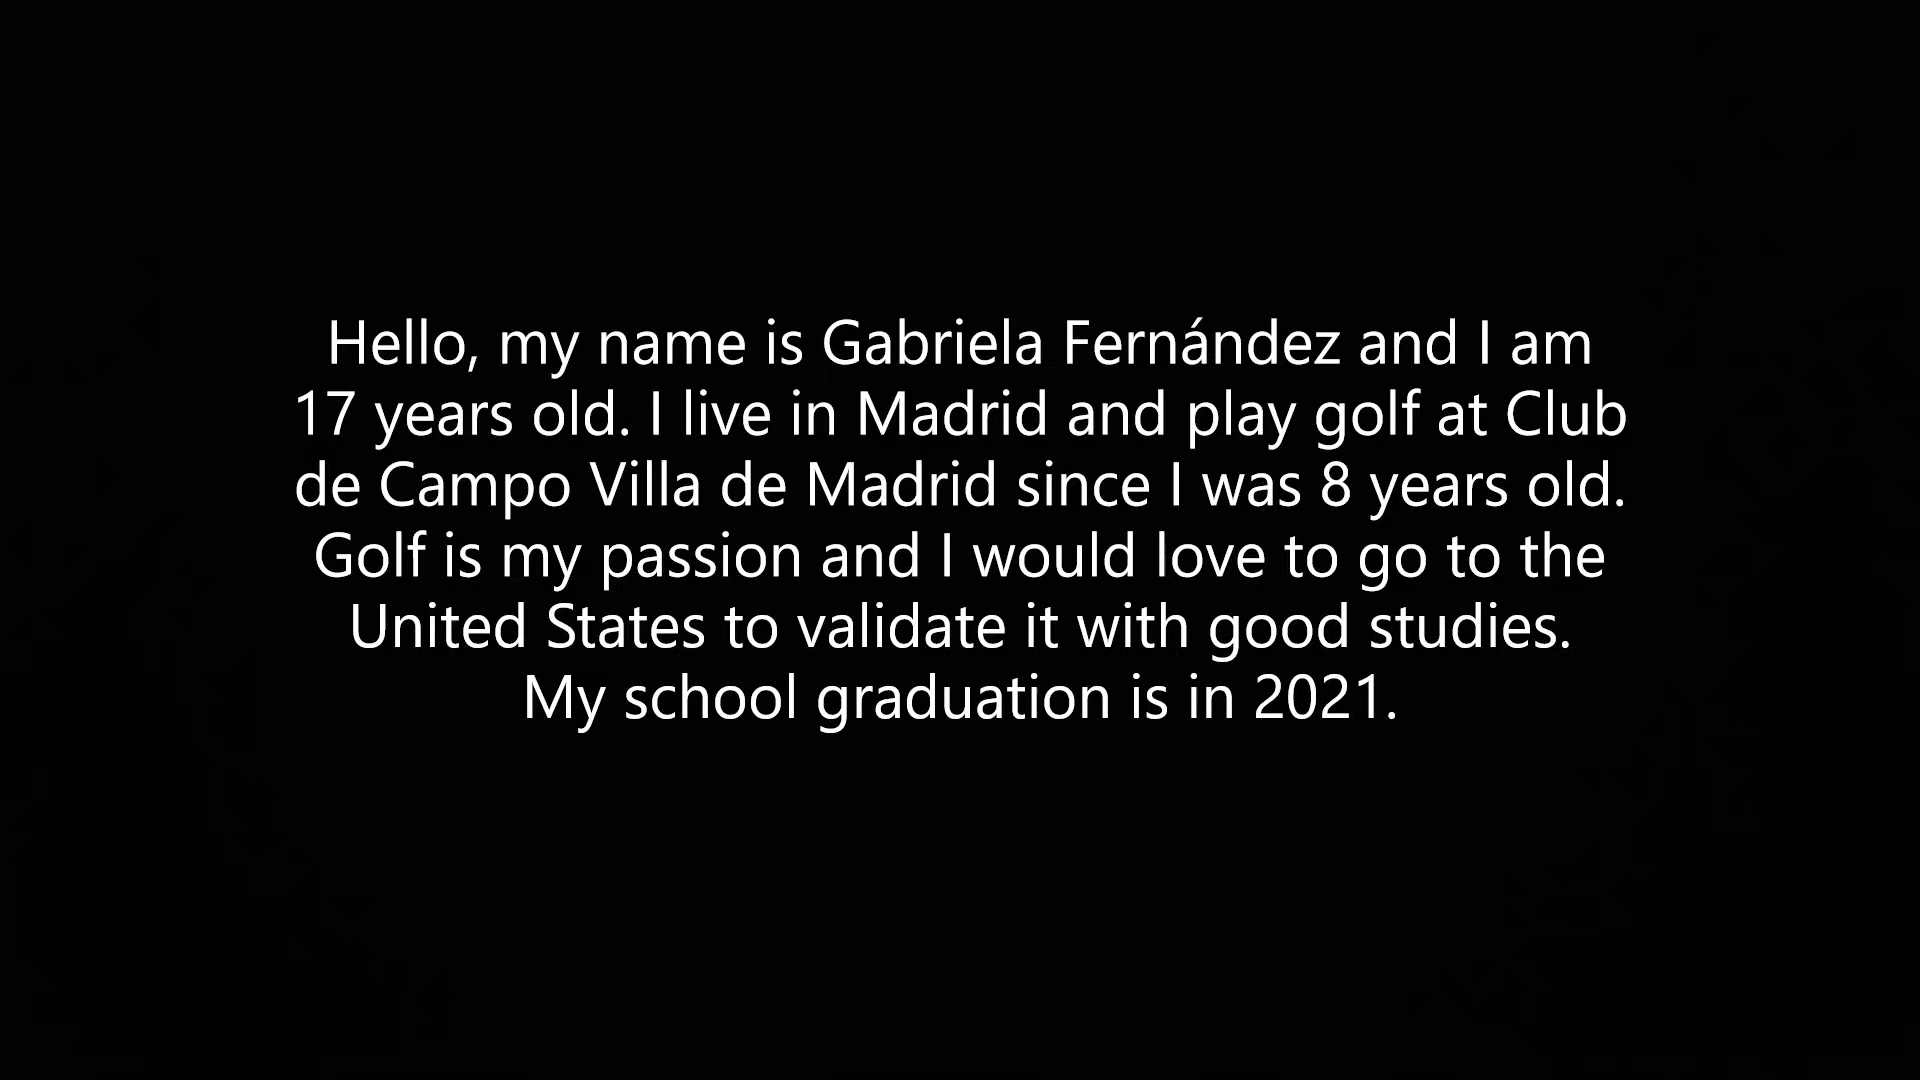 Hello, my name is Gabriela Fernández and I am
17 years old. I live in Madrid and play golf at Club
de Campo Villa de Madrid since I was 8 years old.
Golf is my passion and I would love to go to the
United States to validate it with good studies.
My school graduation is in 2021.